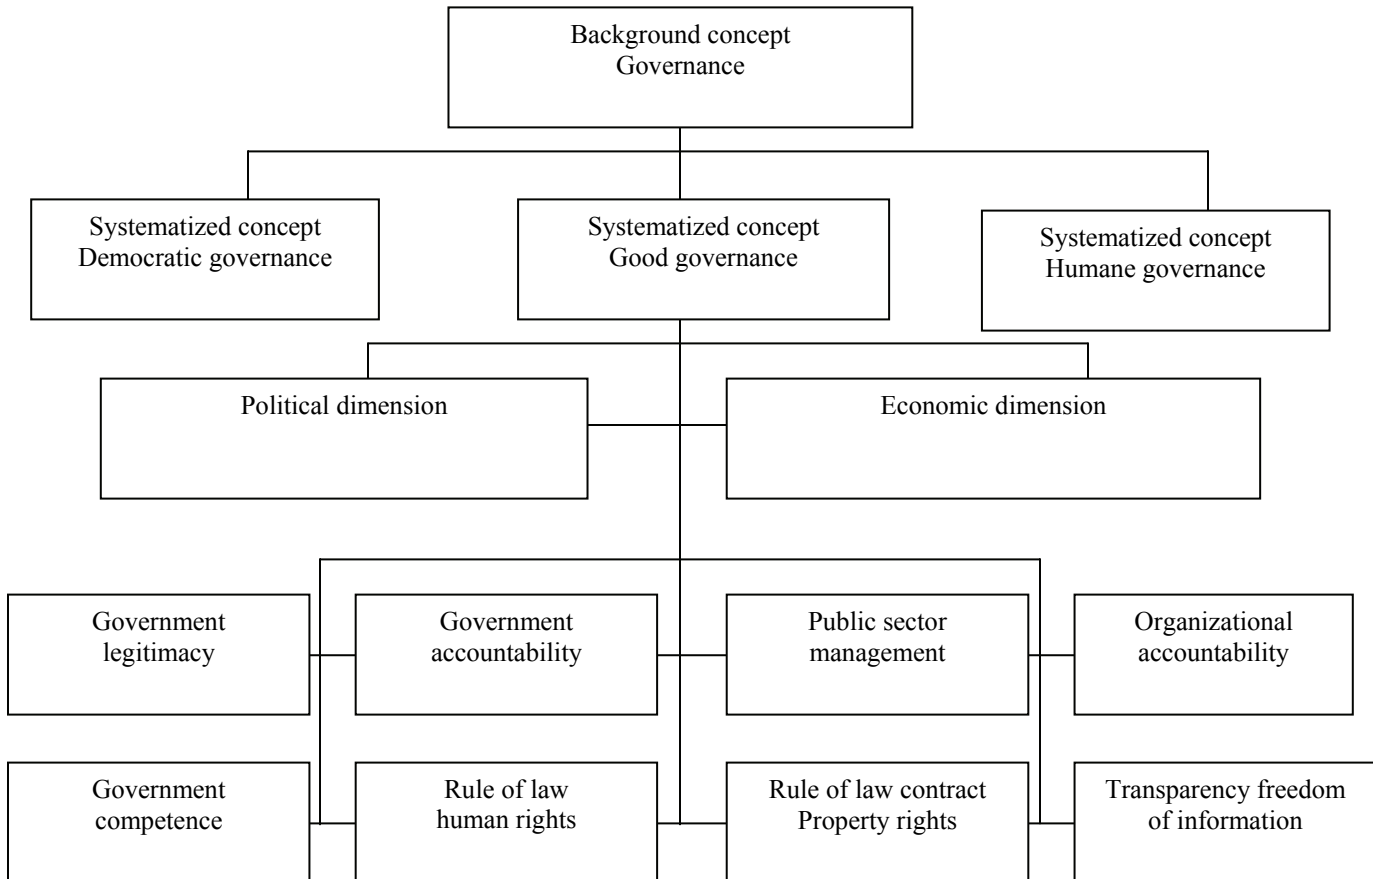 Background concept
Governance
Systematized concept
Democratic governance
Systematized concept
Good governance
Systematized concept
Humane governance
Political dimension
Economic dimension
Government
legitimacy
Government
accountability
Public sector
management
Organizational
accountability
Government
competence
Rule of law
human rights
Rule of law contract
Property rights
Transparency freedom
of information